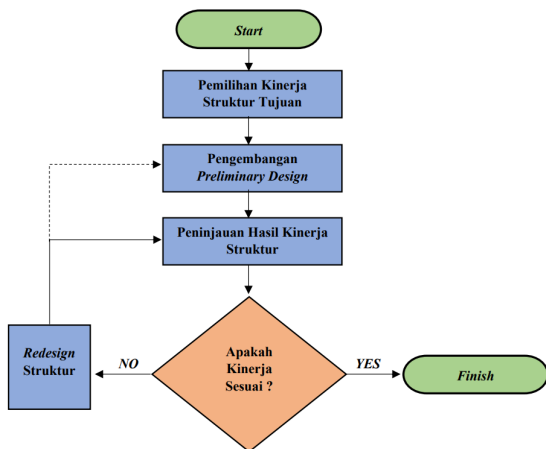 Start
Pemilihan Kinerja
Struktur Tujuan
Pengembangan
Preliminary Design
Peninjauan Hasil Kinerja
Struktur
Apakah
Kinerja
Sesuai ?
NO
YES
Redesign
Struktur
Finish